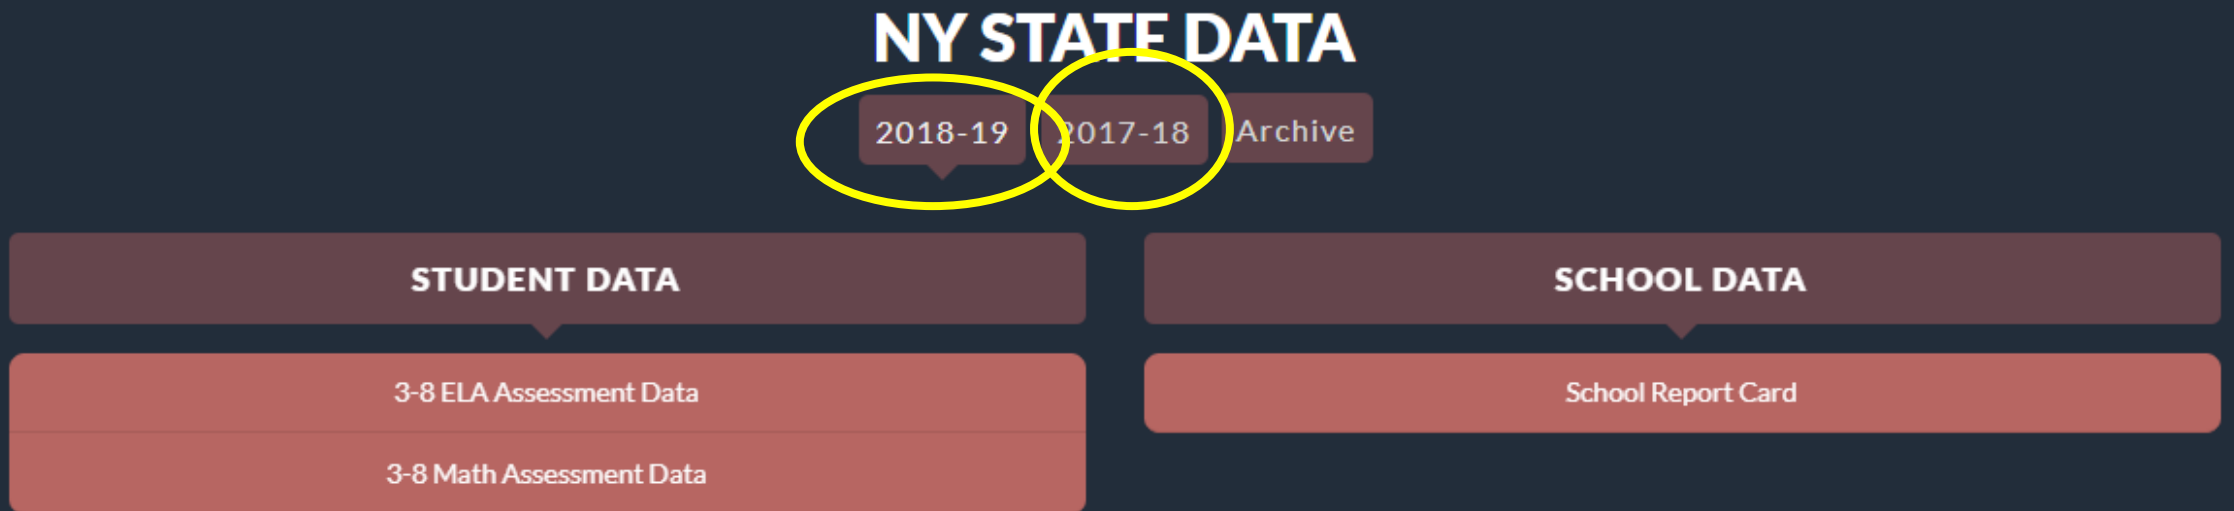 NY STATE DATA
2018-19 2017-18 Archive
STUDENT DATA SCHOOL DATA
3-8 ELA Assessment Data School Report Card
3-8 Math Assessment Data